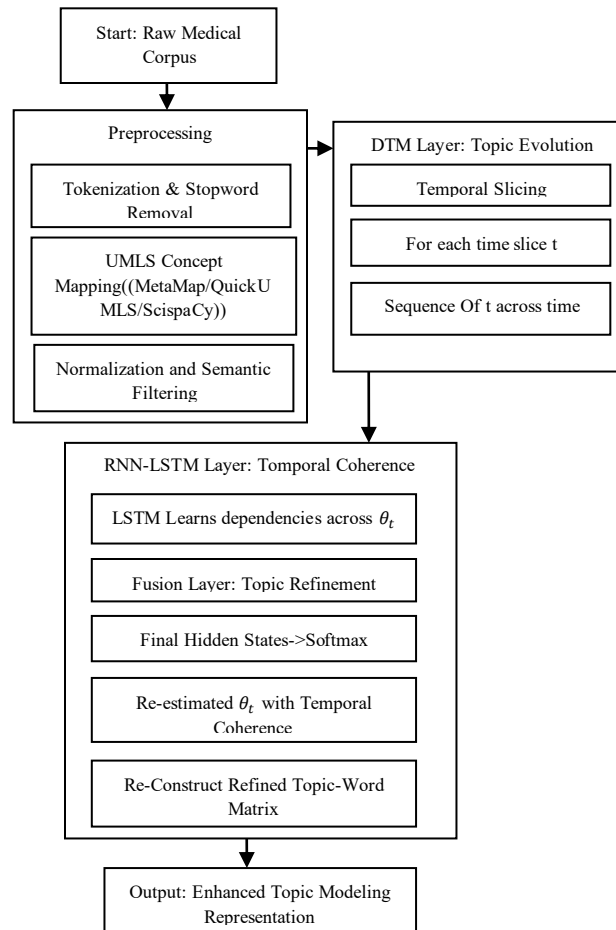 Start: Raw Medical
Corpus
Preprocessing
Tokenization & Stopword
Removal
UMLS Concept
Mapping((MetaMap/QuickU
MLS/ScispaCy))
Normalization and Semantic
Filtering
DTM Layer: Topic Evolution
Temporal Slicing
For each time slice t
Sequence Of t across time
RNN-LSTM Layer: Tomporal Coherence
LSTM Learns dependencies across θₜ
Fusion Layer: Topic Refinement
Final Hidden States->Softmax
Re-estimated θₜ with Temporal
Coherence
Re-Construct Refined Topic-Word
Matrix
Output: Enhanced Topic Modeling
Representation